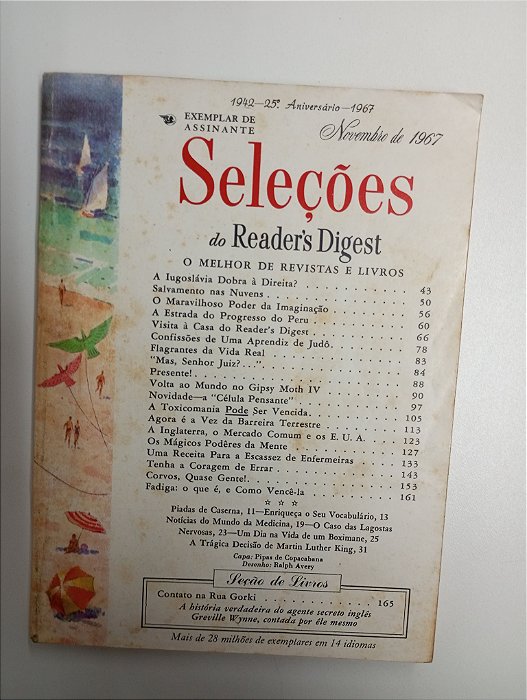 1942—25º Aniversário—1967
EXEMPLAR DE
ASSINANTE
Novembro de 1967
Seleções
do Reader's Digest
O MELHOR DE REVISTAS E LIVROS
A Iugoslávia Dobra à Direita? . . . . . . . . . . . . 43
Salvamento nas Nuvens . . . . . . . . . . . . . . . 50
O Maravilhoso Poder da Imaginação . . . . . . . . . 56
A Estrada do Progresso do Peru . . . . . . . . . . . 60
Visita à Casa do Reader's Digest . . . . . . . . . . . 66
Confissões de Uma Aprendiz de Judô. . . . . . . . . 78
Flagrantes da Vida Real . . . . . . . . . . . . . . . 83
"Mas, Senhor Juiz? . . ." . . . . . . . . . . . . . . 84
Presente! . . . . . . . . . . . . . . . . . . . . . . 88
Volta ao Mundo no Gipsy Moth IV . . . . . . . . . . 90
Novidade—a "Célula Pensante" . . . . . . . . . . . 97
A Toxicomania Pode Ser Vencida. . . . . . . . . . . 105
Agora é a Vez da Barreira Terrestre . . . . . . . . . 113
A Inglaterra, o Mercado Comum e os E. U. A. . . . . 123
Os Mágicos Podêres da Mente . . . . . . . . . . . . 127
Uma Receita Para a Escassez de Enfermeiras . . . . . 133
Tenha a Coragem de Errar . . . . . . . . . . . . . . 143
Corvos, Quase Gente!. . . . . . . . . . . . . . . . . 153
Fadiga: o que é, e Como Vencê-la . . . . . . . . . . 161
Piadas de Caserna, 11—Enriqueça o Seu Vocabulário, 13
Notícias do Mundo da Medicina, 19—O Caso das Lagostas
Nervosas, 23—Um Dia na Vida de um Boximane, 25
A Trágica Decisão de Martin Luther King, 31
Capa: Pipas de Copacabana
Desenho: Ralph Avery
Seção de Livros
Contato na Rua Gorki . . . . . . . . . . . . 165
A história verdadeira do agente secreto inglês
Greville Wynne, contada por êle mesmo
Mais de 28 milhões de exemplares em 14 idiomas